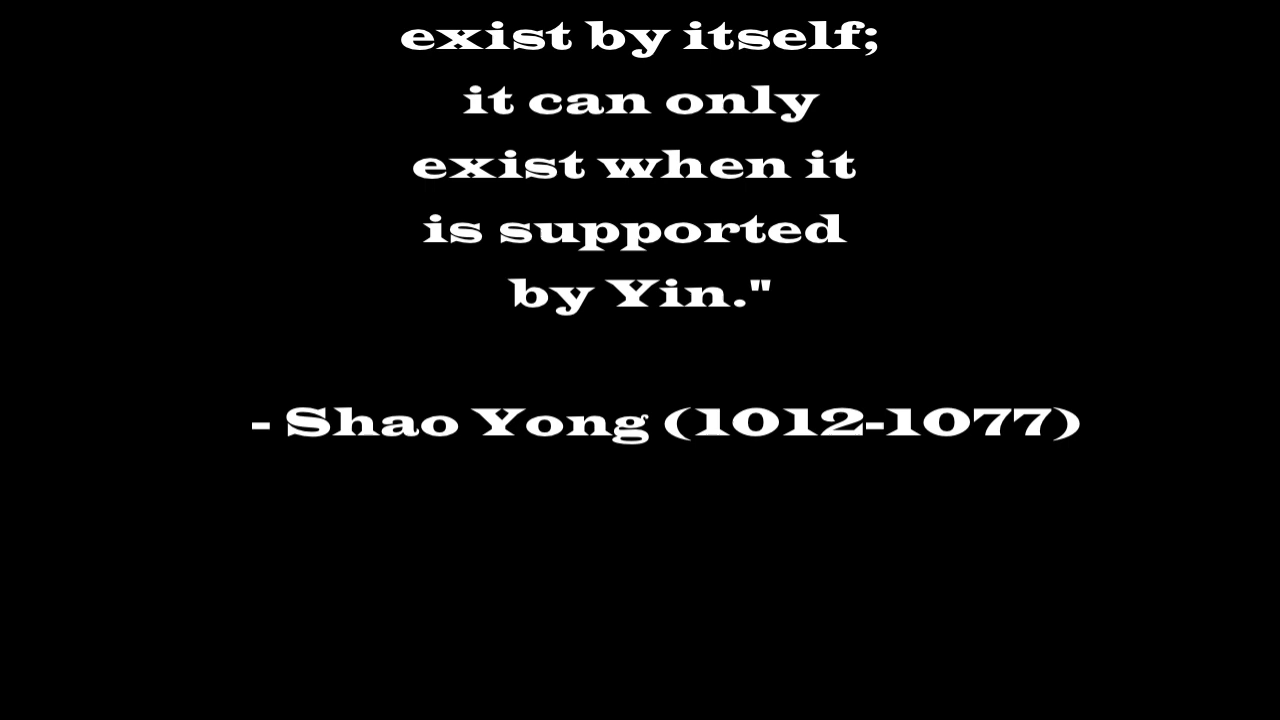 exist by itself;
it can only
exist when it
is supported
by Yin."
- Shao Yong (1012-1077)